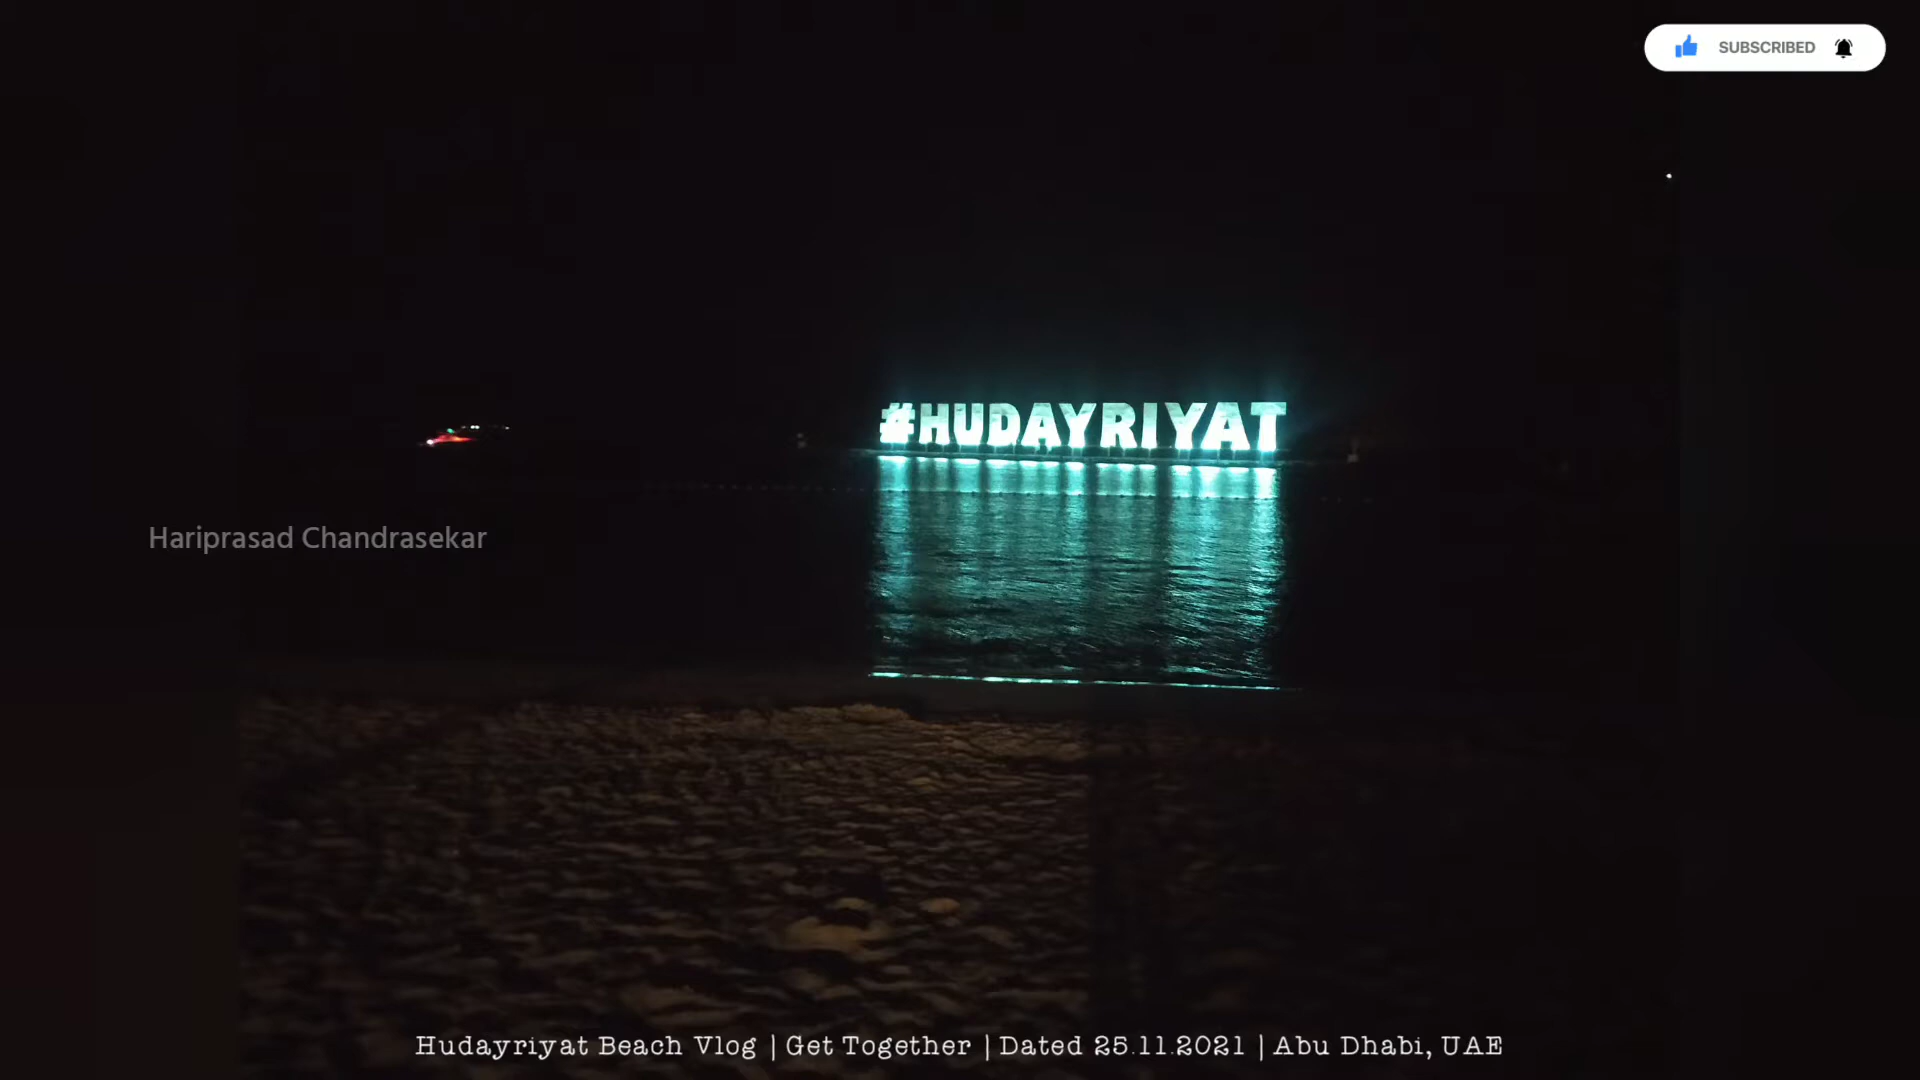 SUBSCRIBED
#HUDAYRIYAT
Hariprasad Chandrasekar
Hudayriyat Beach Vlog | Get Together | Dated 25.11.2021 | Abu Dhabi, UAE